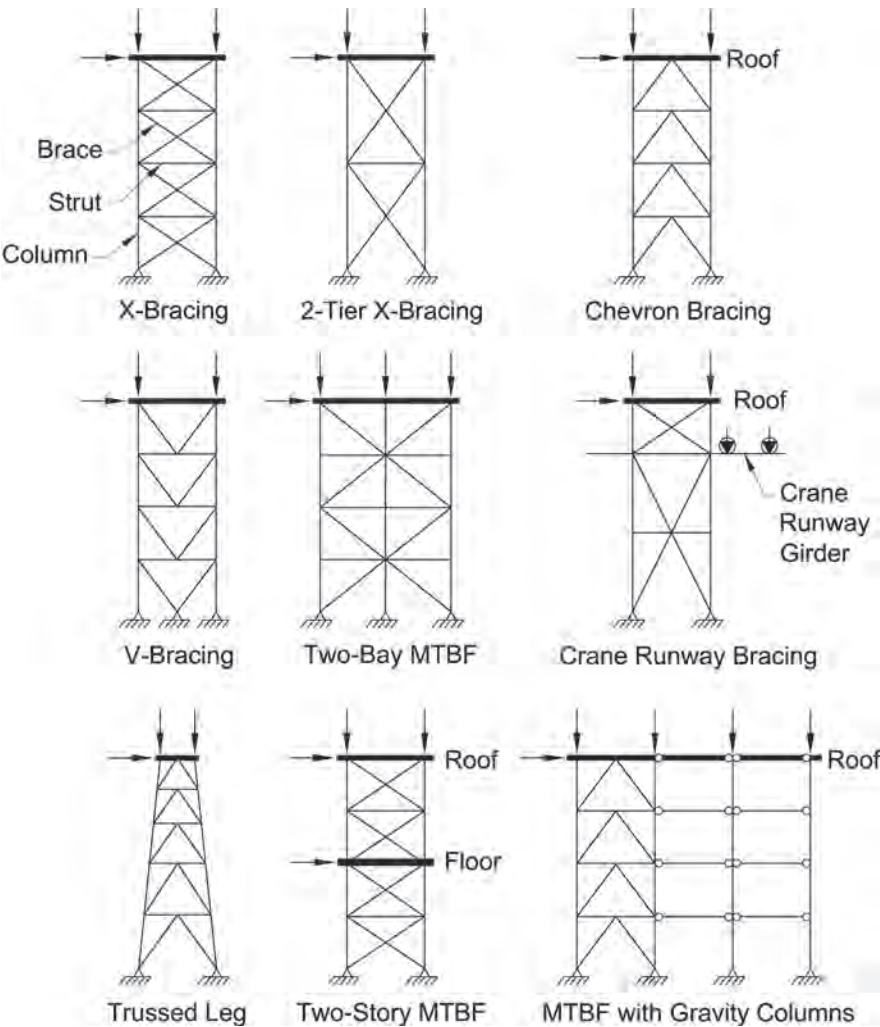 Roof
Brace
Strut
Column
X-Bracing
2-Tier X-Bracing
Chevron Bracing
Roof
Crane
Runway
Girder
V-Bracing
Two-Bay MTBF
Crane Runway Bracing
Roof
Roof
Floor
Trussed Leg
Two-Story MTBF
MTBF with Gravity Columns